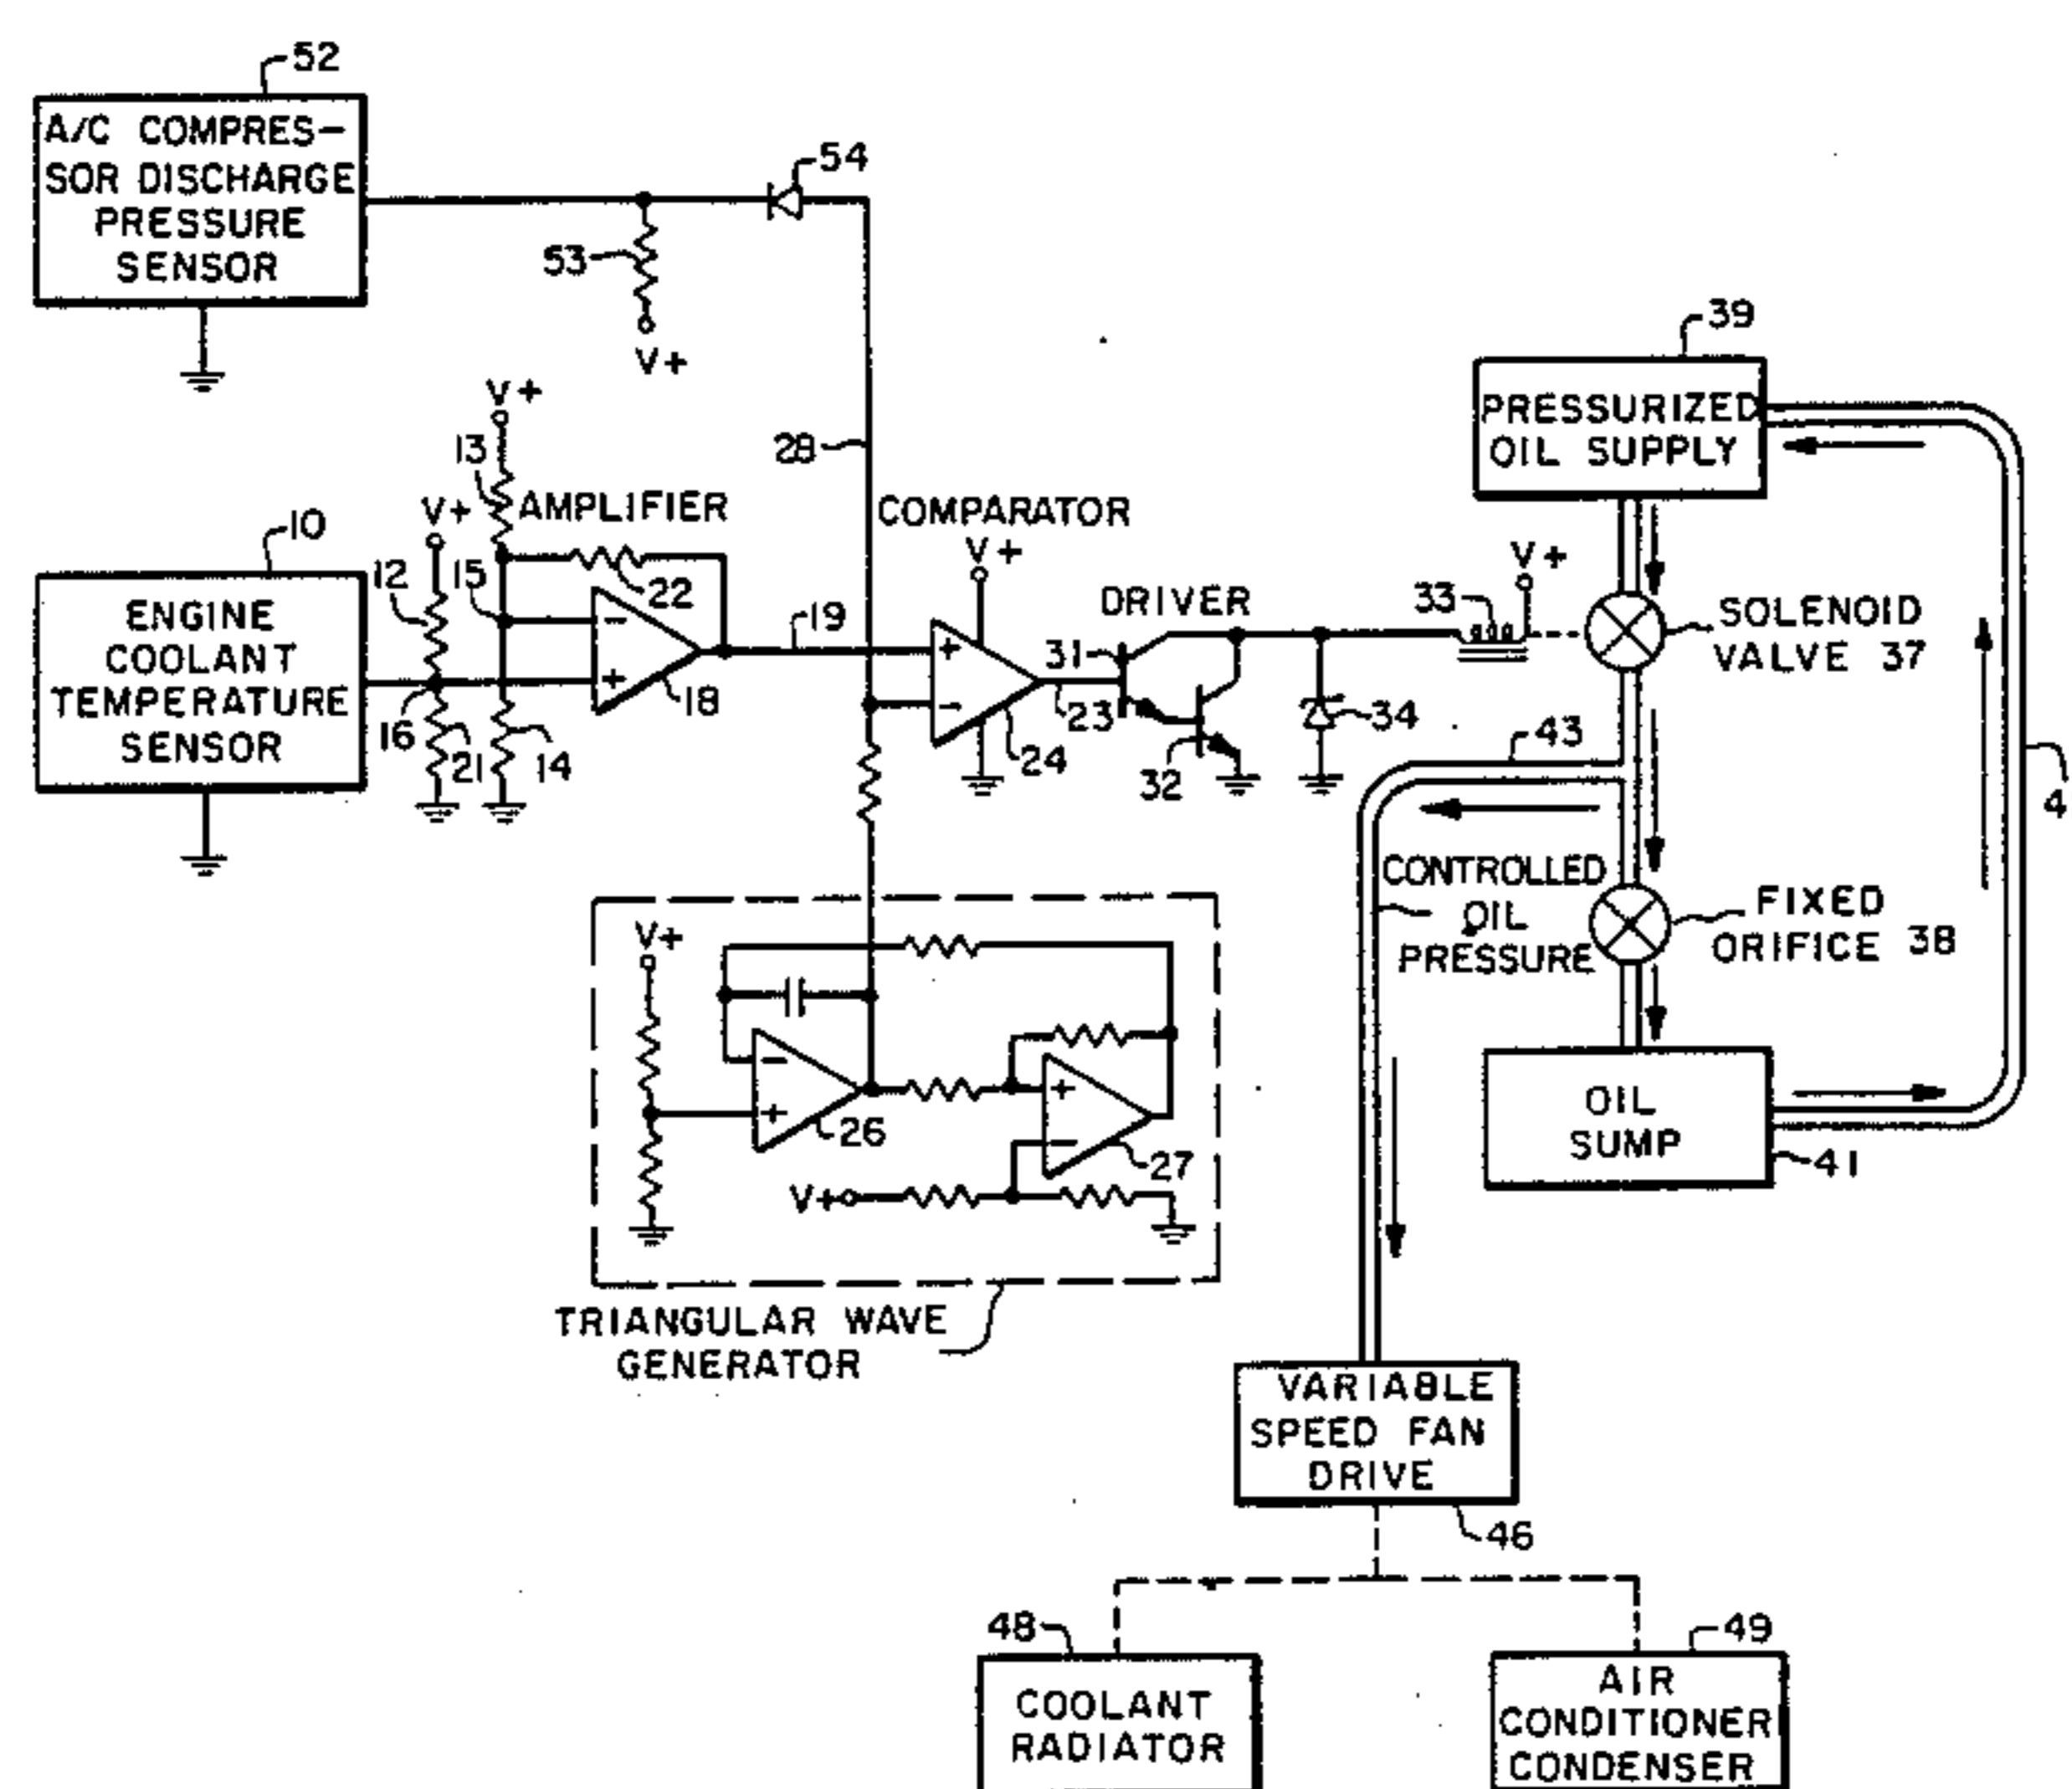 52
A/C COMPRES-
SOR DISCHARGE
PRESSURE
SENSOR
54
53
V+
28
39
PRESSURIZED
OIL SUPPLY
V+
13
AMPLIFIER
COMPARATOR
V+
10
ENGINE
COOLANT
TEMPERATURE
SENSOR
V+
12
15
22
19
16
21
14
18
-
+
+
-
24
23
DRIVER
31
32
34
33
V+
SOLENOID
VALVE 37
43
4
CONTROLLED
OIL
PRESSURE
FIXED
ORIFICE 38
V+
-
+
26
+
-
27
V+
OIL
SUMP
41
TRIANGULAR WAVE
GENERATOR
VARIABLE
SPEED FAN
DRIVE
46
48
COOLANT
RADIATOR
49
AIR
CONDITIONER
CONDENSER